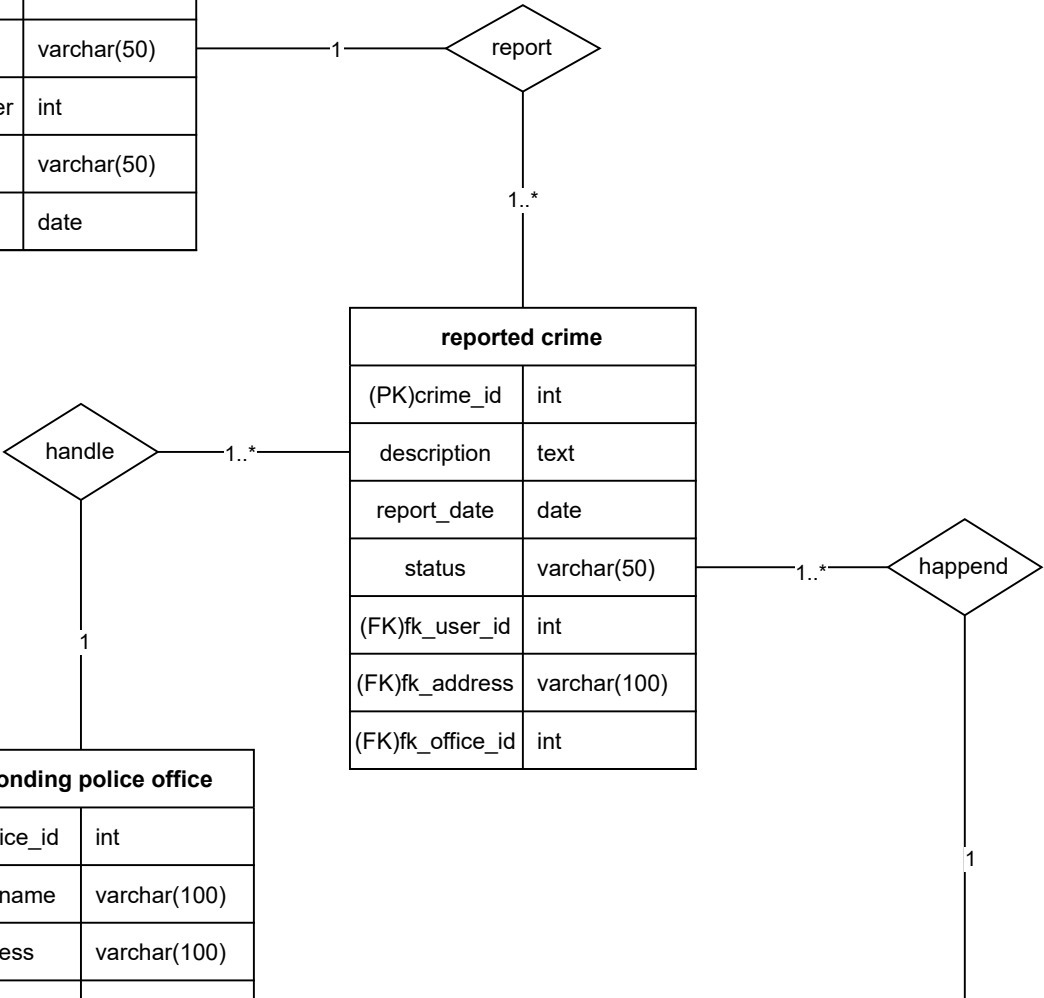 varchar(50)
1
report
er int
varchar(50)
1..*
date
reported crime
(PK)crime_id int
handle
1..*
description text
report_date date
status varchar(50)
1..*
happend
(FK)fk_user_id int
1
(FK)fk_address varchar(100)
(FK)fk_office_id int
onding police office
ice_id int
1
name varchar(100)
ess varchar(100)